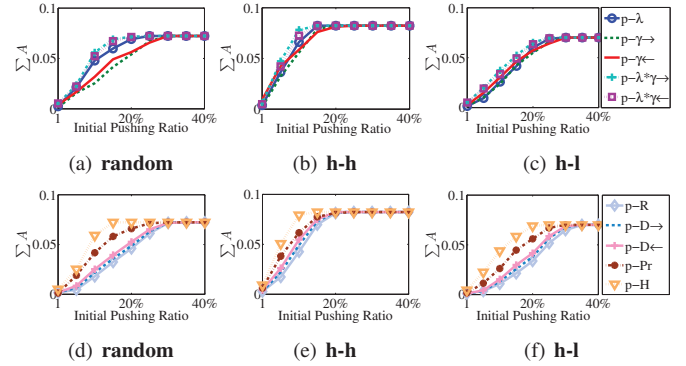 0.1 0.1 0.1
∑A 0.05 ∑A 0.05 ∑A 0.05
p−λ
p−γ→
p−γ←
p−λ*γ→
p−λ*γ←
0 0 0
1 20% 40% 1 20% 40% 1 20% 40%
Initial Pushing Ratio Initial Pushing Ratio Initial Pushing Ratio
(a) random (b) h-h (c) h-l
0.1 0.1 0.1
∑A 0.05 ∑A 0.05 ∑A 0.05
p−R
p−D→
p−D←
p−Pr
p−H
0 0 0
1 20% 40% 1 20% 40% 1 20% 40%
Initial Pushing Ratio Initial Pushing Ratio Initial Pushing Ratio
(d) random (e) h-h (f) h-l